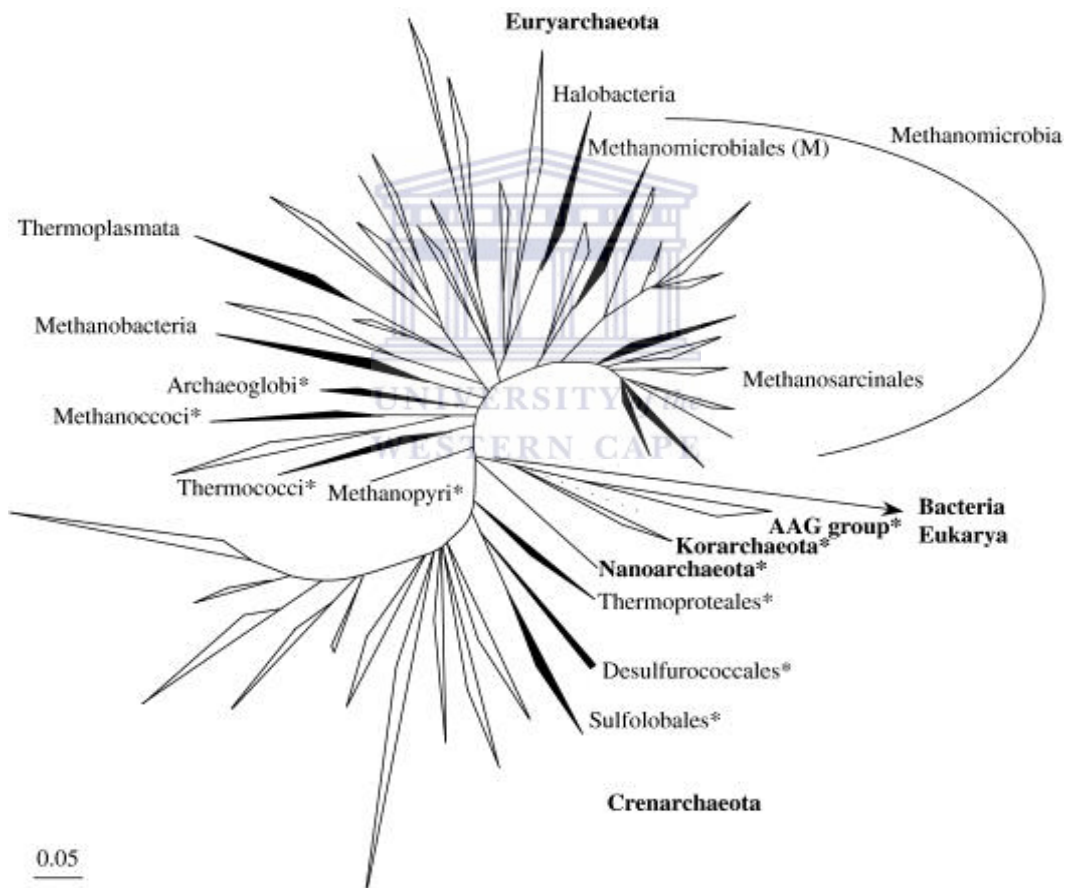 Euryarchaeota
Halobacteria
Methanomicrobia
Methanomicrobiales (M)
Thermoplasmata
Methanobacteria
Archaeoglobi*
Methanosarcinales
UNIVERSITY of the
Methanoccoci*
WESTERN CAPE
Thermococci*
Methanopyri*
Bacteria
AAG group*
Eukarya
Korarchaeota*
Nanoarchaeota*
Thermoproteales*
Desulfurococcales*
Sulfolobales*
Crenarchaeota
0.05